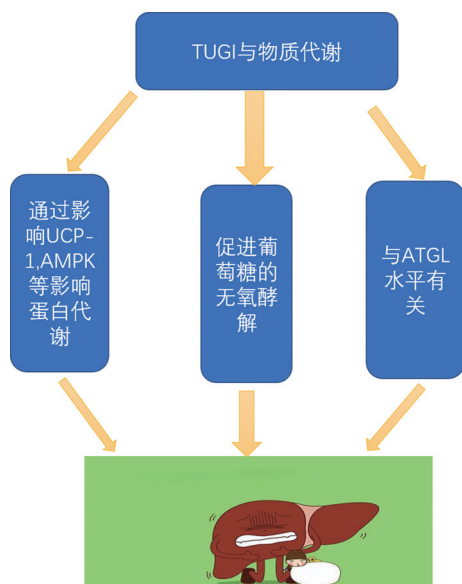 TUGI与物质代谢
通过影
响UCP-
1,AMPK
等影响
蛋白代
谢
促进葡
萄糖的
无氧酵
解
与ATGL
水平有
关